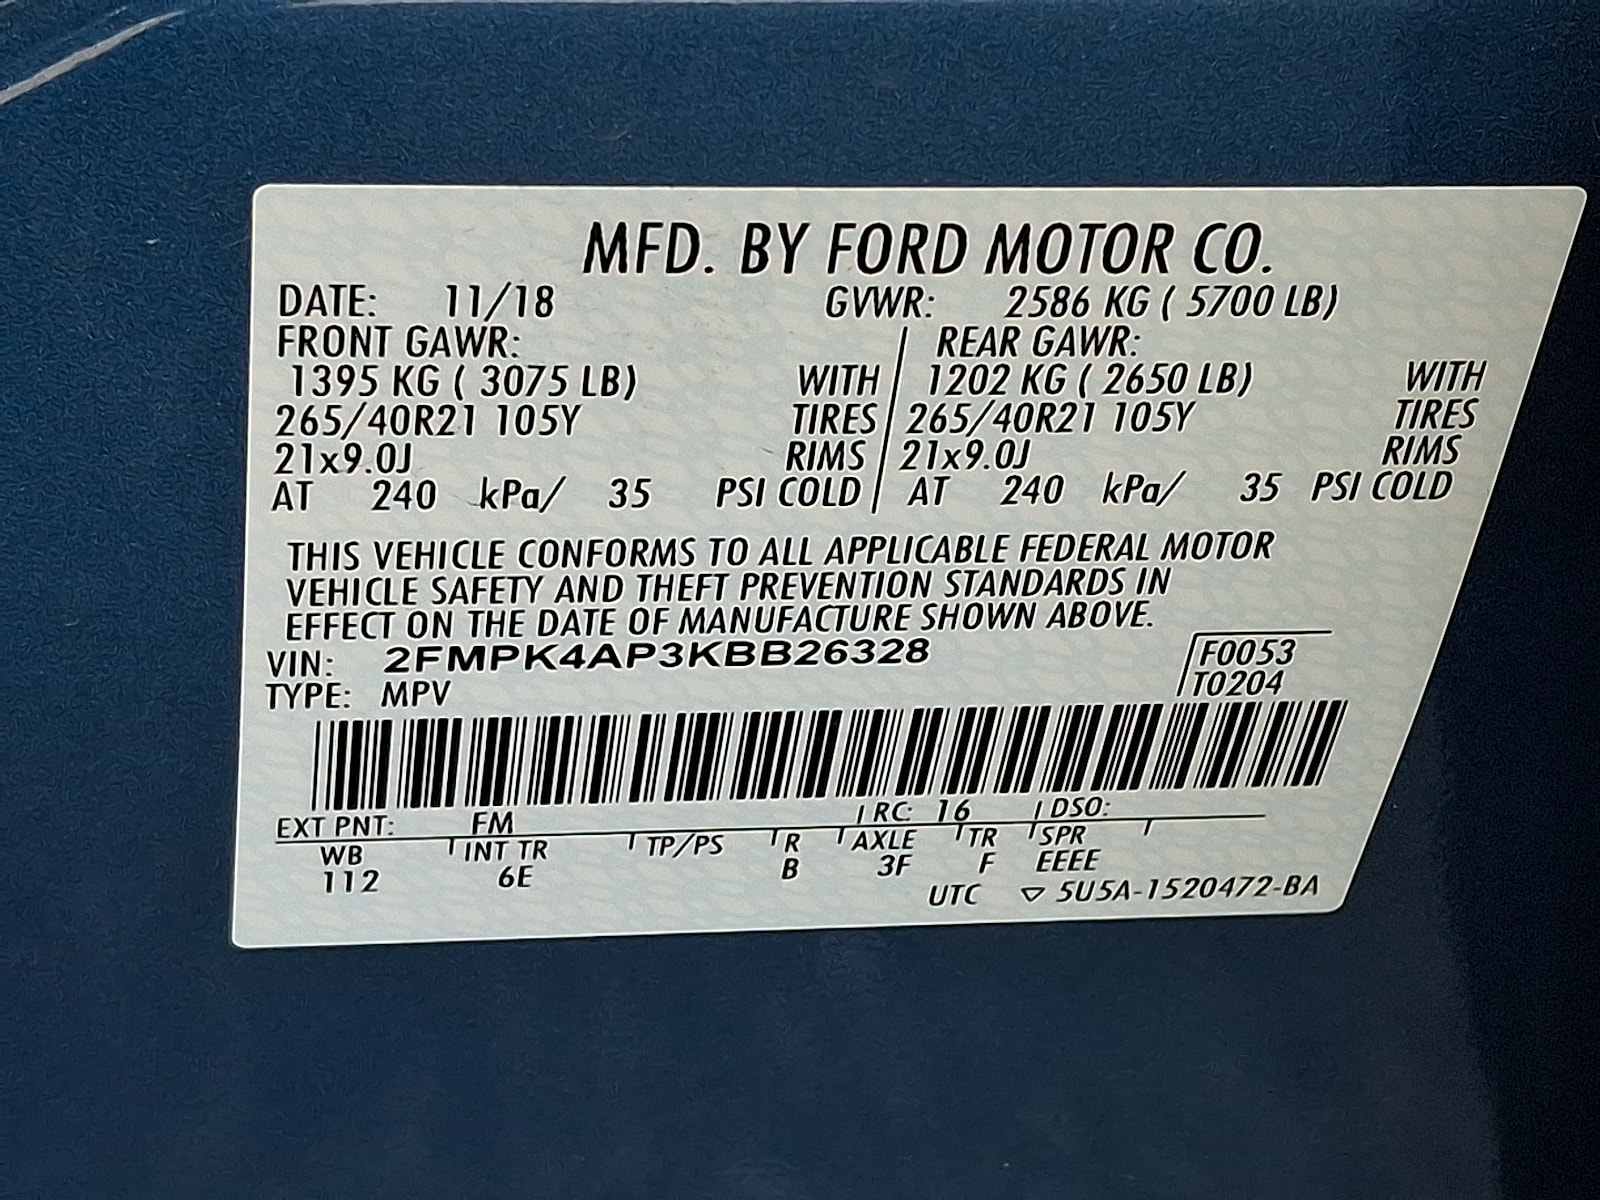 MFD. BY FORD MOTOR CO.
DATE: 11/18 GVWR: 2586 KG ( 5700 LB)
FRONT GAWR: REAR GAWR:
1395 KG ( 3075 LB) WITH 1202 KG ( 2650 LB) WITH
265/40R21 105Y TIRES 265/40R21 105Y TIRES
21x9.0J RIMS 21x9.0J RIMS
AT 240 kPa/ 35 PSI COLD AT 240 kPa/ 35 PSI COLD
THIS VEHICLE CONFORMS TO ALL APPLICABLE FEDERAL MOTOR
VEHICLE SAFETY AND THEFT PREVENTION STANDARDS IN
EFFECT ON THE DATE OF MANUFACTURE SHOWN ABOVE.
VIN: 2FMPK4AP3KBB26328 F0053
TYPE: MPV T0204
EXT PNT: FM RC: 16 DSO:
WB INT TR TP/PS R AXLE TR SPR
112 6E B 3F F EEEE
UTC ▽ 5U5A-1520472-BA